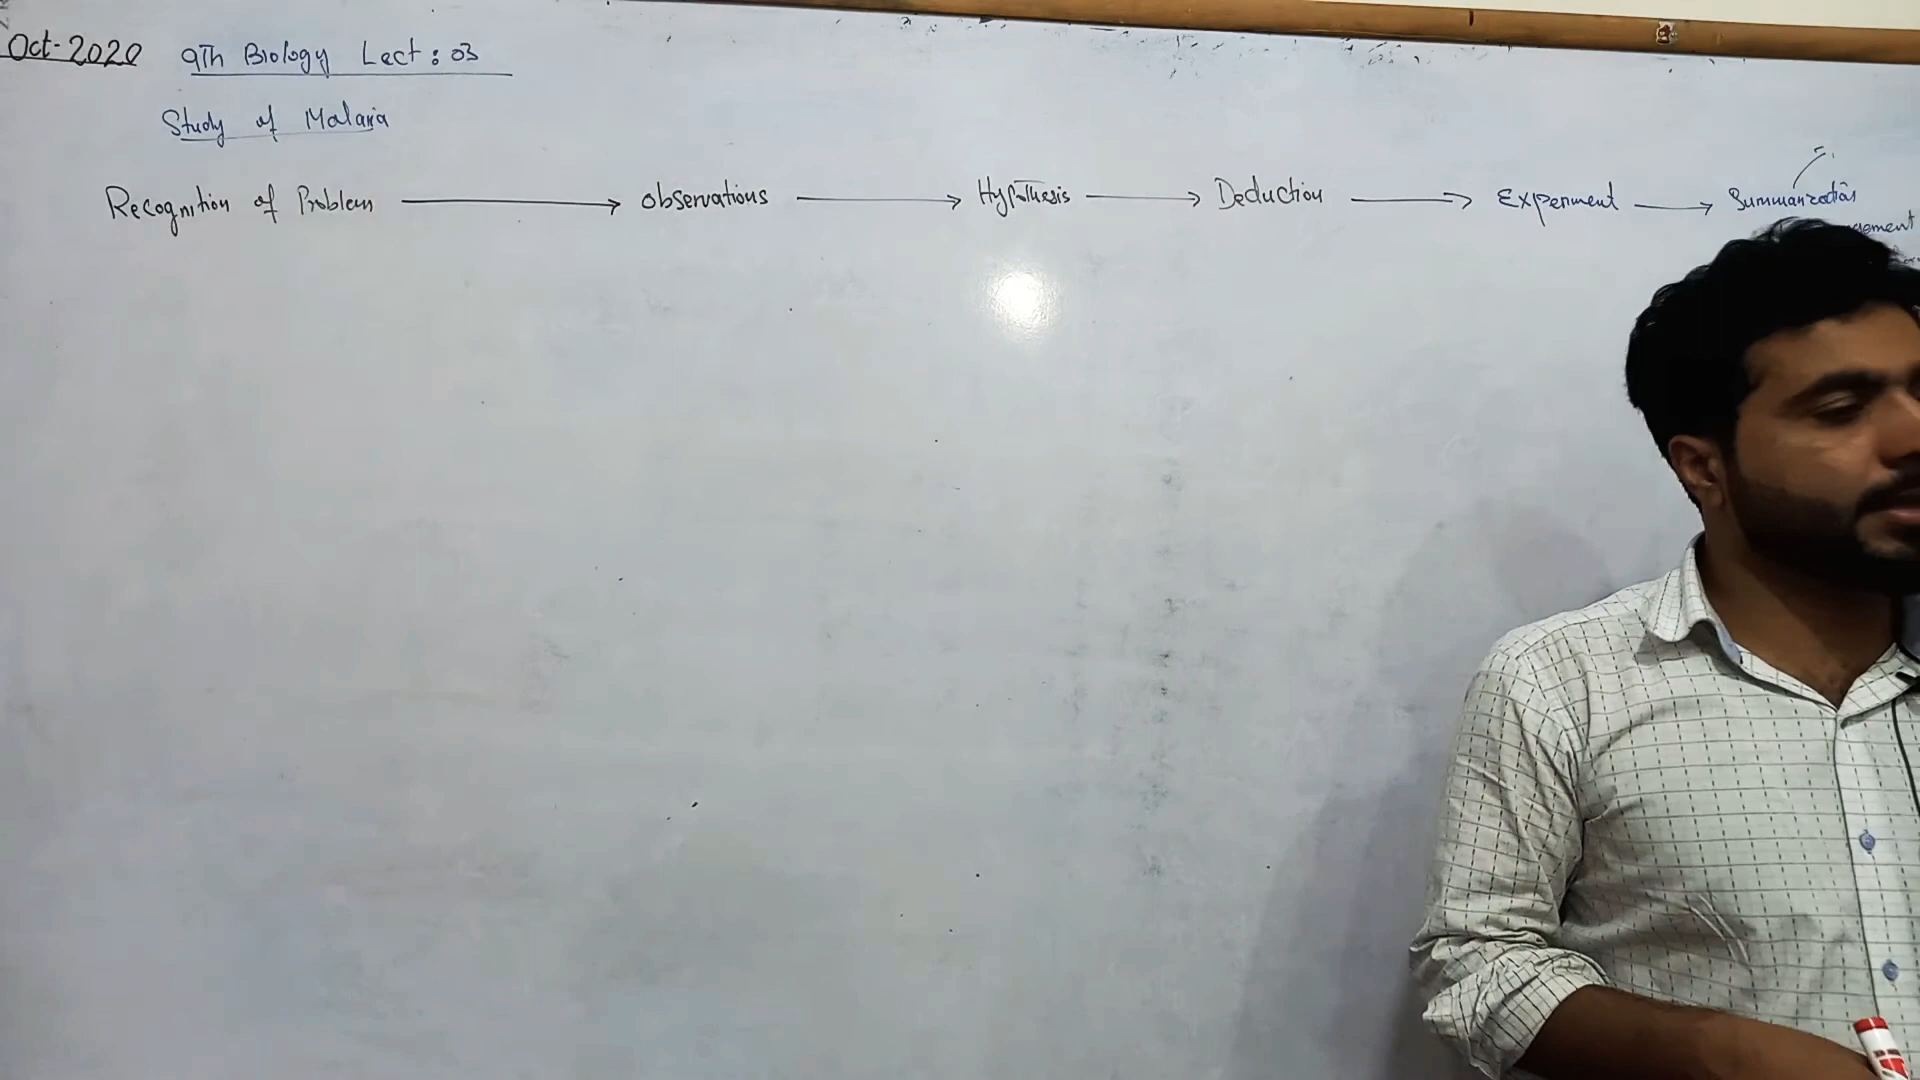 Oct-2020 9Th Biology Lect: 03
Study of Malaria
Recognition of Problem → observations → Hypothesis → Deduction → Experiment → Summarization